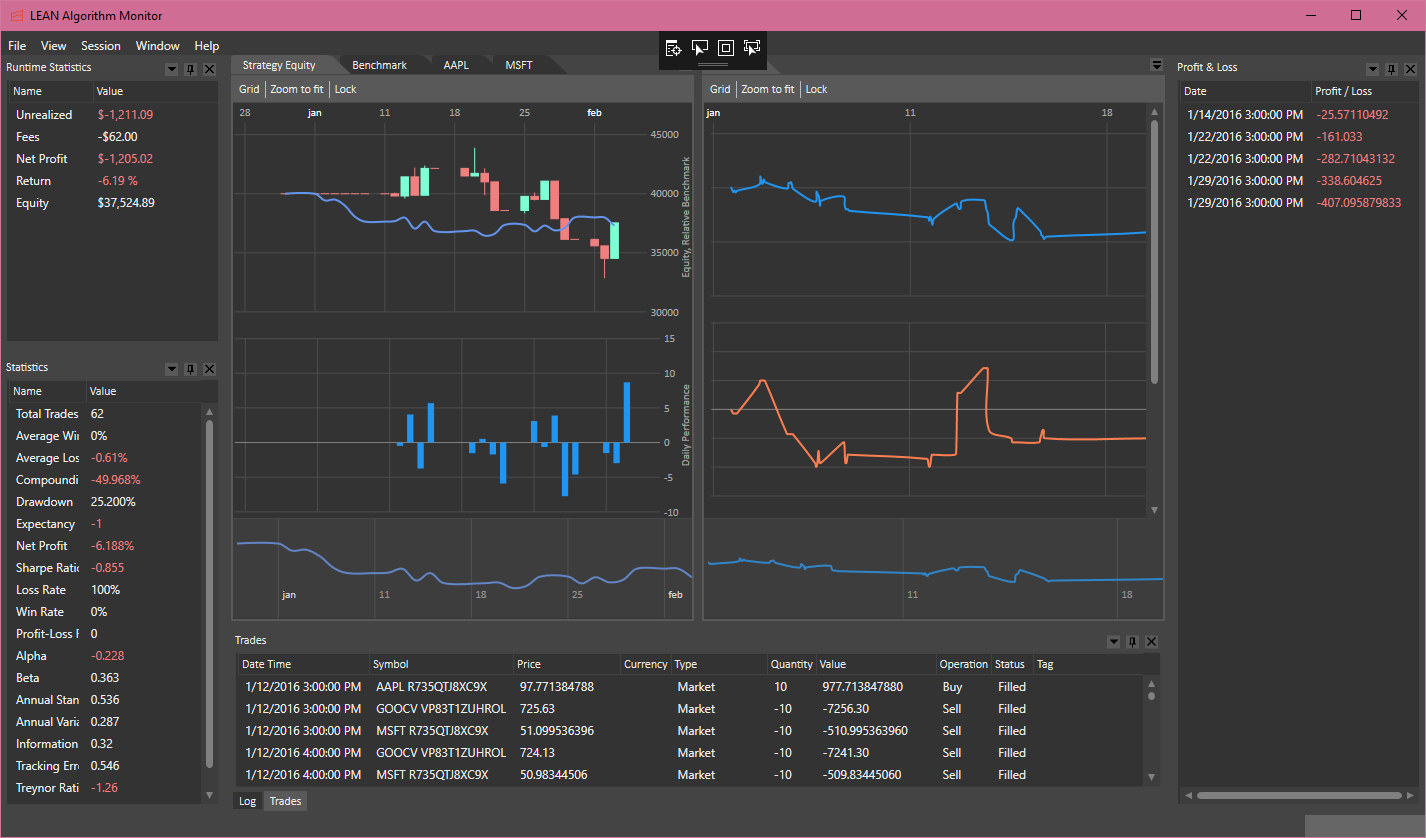 LEAN Algorithm Monitor
File View Session Window Help
Runtime Statistics
Name Value
Unrealized $-1,211.09
Fees -$62.00
Net Profit $-1,205.02
Return -6.19 %
Equity $37,524.89
Statistics
Name Value
Total Trades 62
Average Wir 0%
Average Los -0.61%
Compoundi -49.968%
Drawdown 25.200%
Expectancy -1
Net Profit -6.188%
Sharpe Ratio -0.855
Loss Rate 100%
Win Rate 0%
Profit-Loss F 0
Alpha -0.228
Beta 0.363
Annual Stan 0.536
Annual Varia 0.287
Information 0.32
Tracking Erro 0.546
Treynor Rati -1.26
Strategy Equity Benchmark AAPL MSFT
Grid Zoom to fit Lock
28 jan 11 18 25 feb
45000
40000
35000
30000
Equity, Relative Benchmark
15
10
5
0
-5
-10
Daily Performance
jan 11 18 25 feb
Grid Zoom to fit Lock
jan 11 18
11 18
Trades
Date Time Symbol Price Currency Type Quantity Value Operation Status Tag
1/12/2016 3:00:00 PM AAPL R735QTJ8XC9X 97.771384788 Market 10 977.713847880 Buy Filled
1/12/2016 3:00:00 PM GOOCV VP83T1ZUHROL 725.63 Market -10 -7256.30 Sell Filled
1/12/2016 3:00:00 PM MSFT R735QTJ8XC9X 51.099536396 Market -10 -510.995363960 Sell Filled
1/12/2016 4:00:00 PM GOOCV VP83T1ZUHROL 724.13 Market -10 -7241.30 Sell Filled
1/12/2016 4:00:00 PM MSFT R735QTJ8XC9X 50.98344506 Market -10 -509.83445060 Sell Filled
Log Trades
Profit & Loss
Date Profit / Loss
1/14/2016 3:00:00 PM -25.57110492
1/22/2016 3:00:00 PM -161.033
1/22/2016 3:00:00 PM -282.71043132
1/29/2016 3:00:00 PM -338.604625
1/29/2016 3:00:00 PM -407.095879833